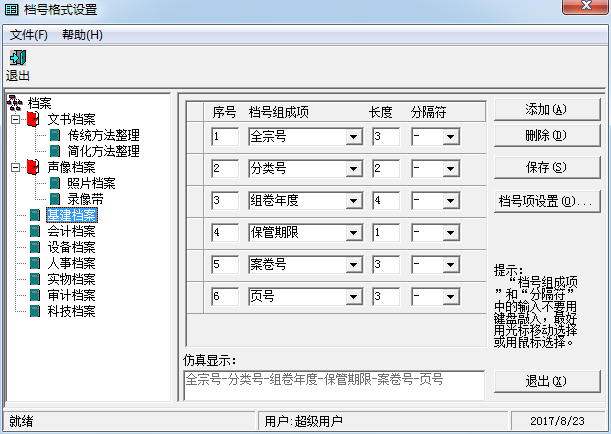 档号格式设置
文件(F) 帮助(H)
退出
档案
文书档案
传统方法整理
简化方法整理
声像档案
照片档案
录像带
基建档案
会计档案
设备档案
人事档案
实物档案
审计档案
科技档案
序号 档号组成项 长度 分隔符
1 全宗号 3 -
2 分类号 2 -
3 组卷年度 4 -
4 保管期限 1 -
5 案卷号 3 -
6 页号 3 -
仿真显示:
全宗号-分类号-组卷年度-保管期限-案卷号-页号
添加(A)
删除(D)
保存(S)
档号项设置(O)...
提示:
“档号组成项
”和“分隔符”
中的输入不要用
键盘敲入，最好
用光标移动选择
或用鼠标选择。
退出(X)
就绪 用户:超级用户 2017/8/23